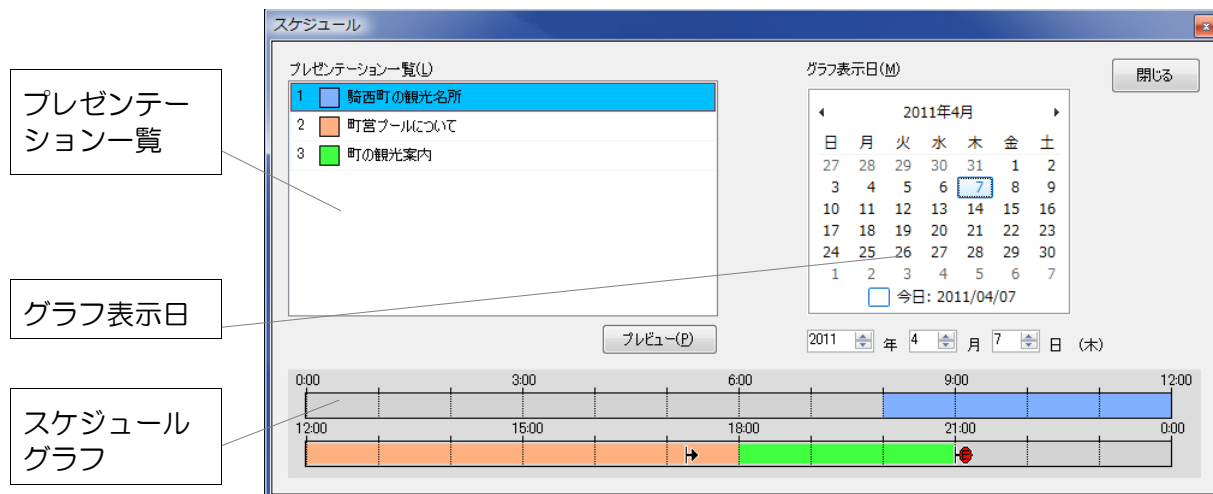 スケジュール
プレゼンテーション一覧(L)
グラフ表示日(M)
閉じる
プレゼンテー
ション一覧
1 騎西町の観光名所
2 町営プールについて
3 町の観光案内
2011年4月
日 月 火 水 木 金 土
27 28 29 30 31 1 2
3 4 5 6 7 8 9
10 11 12 13 14 15 16
17 18 19 20 21 22 23
24 25 26 27 28 29 30
1 2 3 4 5 6 7
今日: 2011/04/07
グラフ表示日
プレビュー(P)
2011 年 4 月 7 日 (木)
スケジュール
グラフ
0:00 3:00 6:00 9:00 12:00
12:00 15:00 18:00 21:00 0:00
E